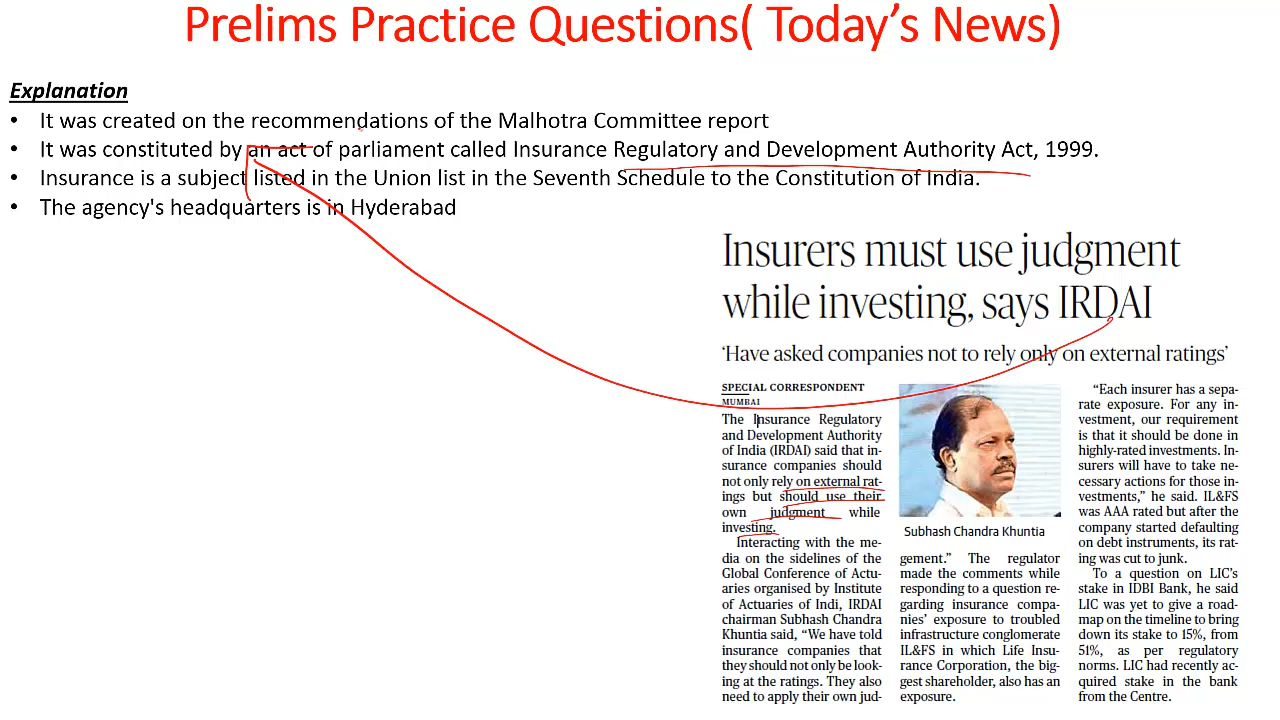 Prelims Practice Questions( Today’s News)
Explanation
• It was created on the recommendations of the Malhotra Committee report
• It was constituted by an act of parliament called Insurance Regulatory and Development Authority Act, 1999.
• Insurance is a subject listed in the Union list in the Seventh Schedule to the Constitution of India.
• The agency's headquarters is in Hyderabad
Insurers must use judgment
while investing, says IRDAI
‘Have asked companies not to rely only on external ratings’
SPECIAL CORRESPONDENT
MUMBAI
The Insurance Regulatory
and Development Authority
of India (IRDAI) said that in-
surance companies should
not only rely on external rat-
ings but should use their
own judgment while
investing.
Interacting with the me-
dia on the sidelines of the
Global Conference of Actu-
aries organised by Institute
of Actuaries of Indi, IRDAI
chairman Subhash Chandra
Khuntia said, “We have told
insurance companies that
they should not only be look-
ing at the ratings. They also
need to apply their own jud-
Subhash Chandra Khuntia
gement.” The regulator
made the comments while
responding to a question re-
garding insurance compa-
nies’ exposure to troubled
infrastructure conglomerate
IL&FS in which Life Insu-
rance Corporation, the big-
gest shareholder, also has an
exposure.
“Each insurer has a sepa-
rate exposure. For any in-
vestment, our requirement
is that it should be done in
highly-rated investments. In-
surers will have to take ne-
cessary actions for those in-
vestments,” he said. IL&FS
was AAA rated but after the
company started defaulting
on debt instruments, its rat-
ing was cut to junk.
To a question on LIC’s
stake in IDBI Bank, he said
LIC was yet to give a road-
map on the timeline to bring
down its stake to 15%, from
51%, as per regulatory
norms. LIC had recently ac-
quired stake in the bank
from the Centre.